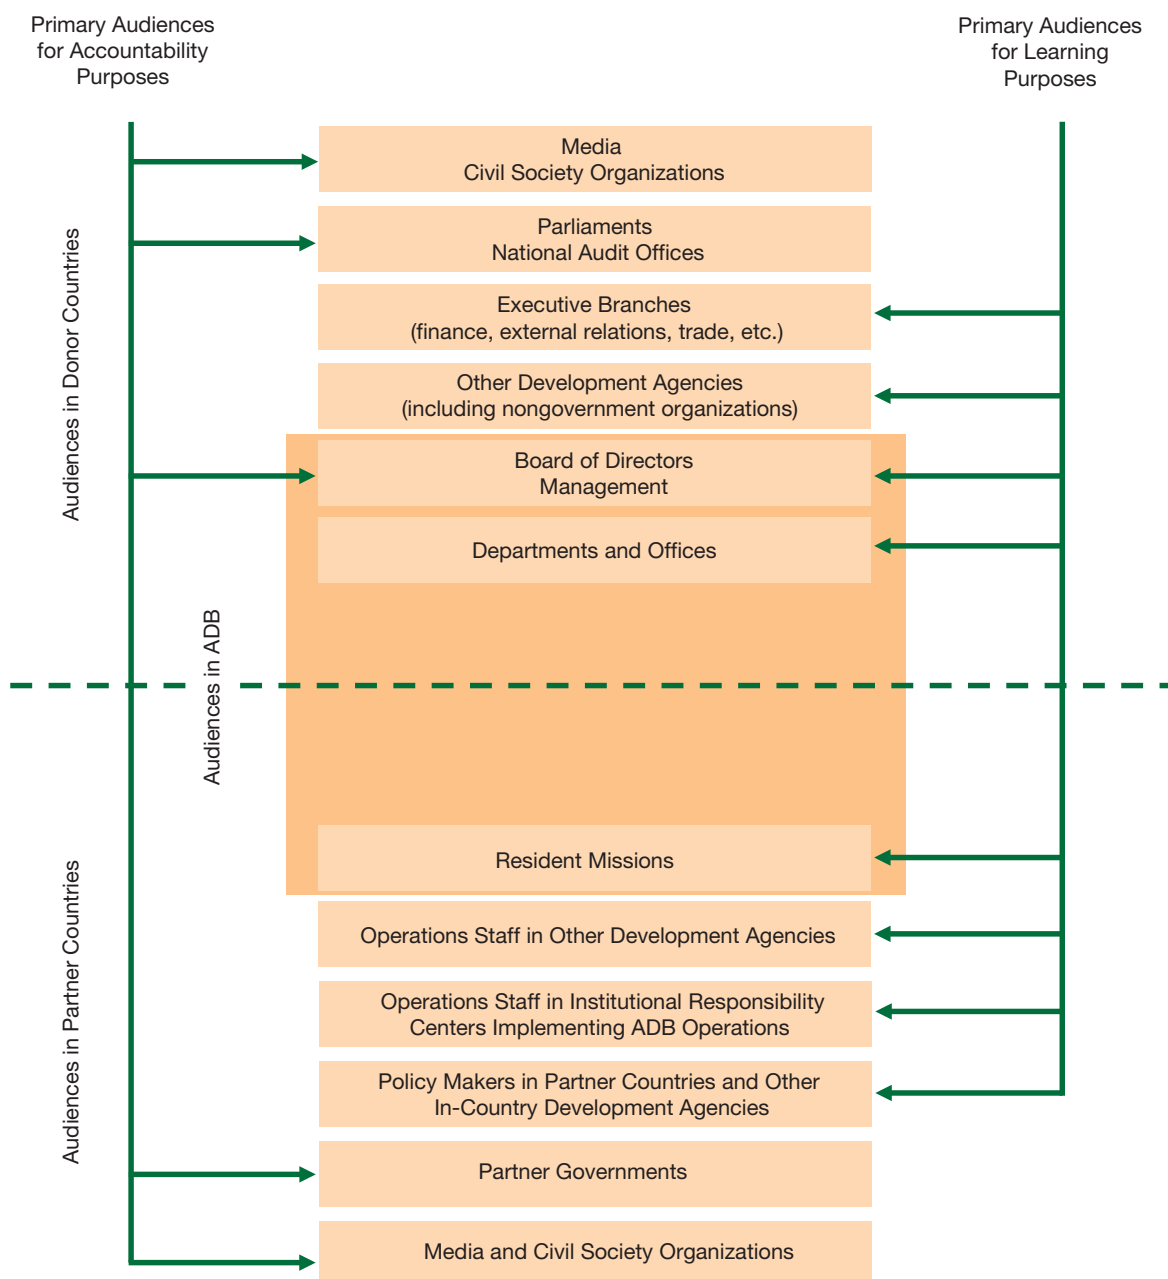 Primary Audiences
for Accountability
Purposes
Primary Audiences
for Learning
Purposes
Audiences in Donor Countries
Audiences in ADB
Audiences in Partner Countries
Media
Civil Society Organizations
Parliaments
National Audit Offices
Executive Branches
(finance, external relations, trade, etc.)
Other Development Agencies
(including nongovernment organizations)
Board of Directors
Management
Departments and Offices
Resident Missions
Operations Staff in Other Development Agencies
Operations Staff in Institutional Responsibility
Centers Implementing ADB Operations
Policy Makers in Partner Countries and Other
In-Country Development Agencies
Partner Governments
Media and Civil Society Organizations